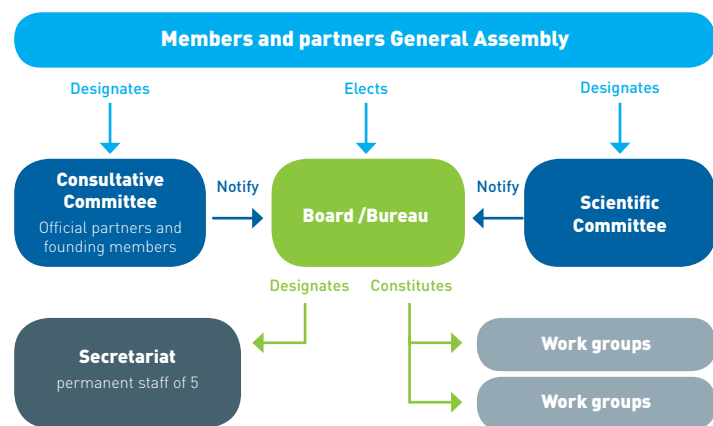 Members and partners General Assembly
Designates
Elects
Designates
Consultative
Committee
Official partners and
founding members
Notify
Board /Bureau
Notify
Scientific
Committee
Designates
Constitutes
Secretariat
permanent staff of 5
Work groups
Work groups